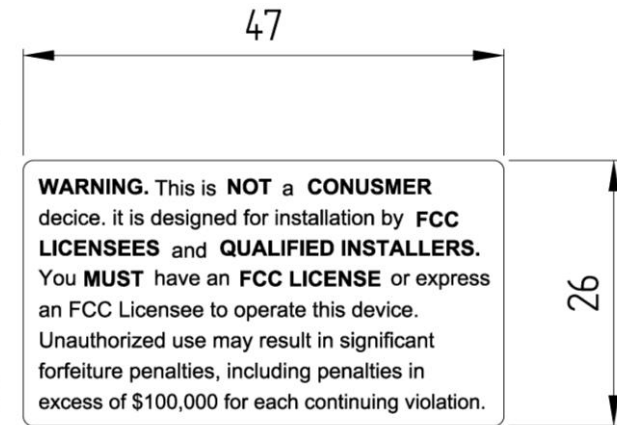 47
WARNING. This is NOT a CONUSMER
decice. it is designed for installation by FCC
LICENSEES and QUALIFIED INSTALLERS.
You MUST have an FCC LICENSE or express
an FCC Licensee to operate this device.
Unauthorized use may result in significant
forfeiture penalties, including penalties in
excess of $100,000 for each continuing violation.
26